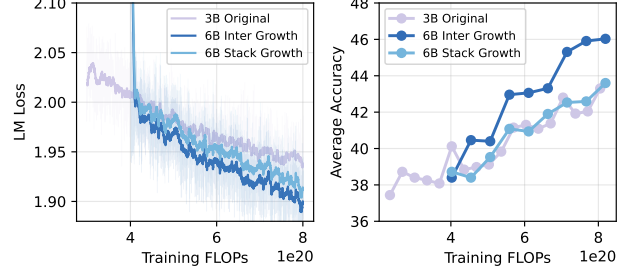 2.10
2.05
2.00
1.95
1.90
LM Loss
3B Original
6B Inter Growth
6B Stack Growth
4
6
8
Training FLOPs
1e20
48
46
44
42
40
38
36
Average Accuracy
3B Original
6B Inter Growth
6B Stack Growth
4
6
8
Training FLOPs
1e20